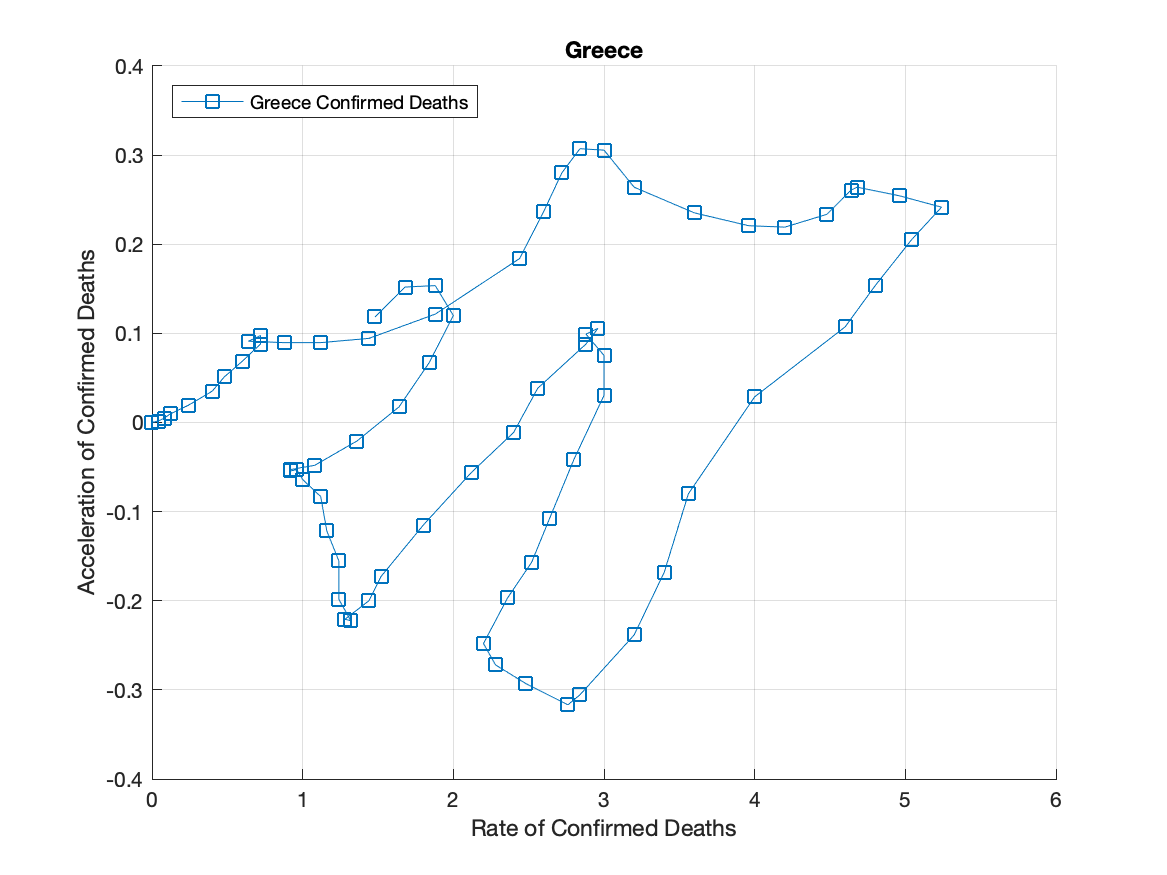 Greece
Greece Confirmed Deaths
Acceleration of Confirmed Deaths
0.4
0.3
0.2
0.1
0
-0.1
-0.2
-0.3
-0.4
0 1 2 3 4 5 6
Rate of Confirmed Deaths